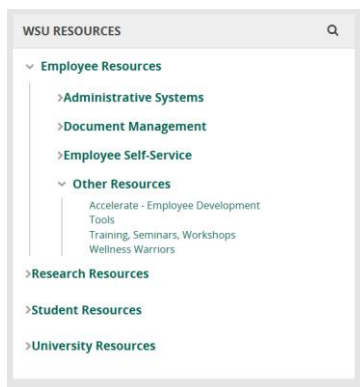 WSU RESOURCES
Employee Resources
Administrative Systems
Document Management
Employee Self-Service
Other Resources
Accelerate - Employee Development
Tools
Training, Seminars, Workshops
Wellness Warriors
Research Resources
Student Resources
University Resources